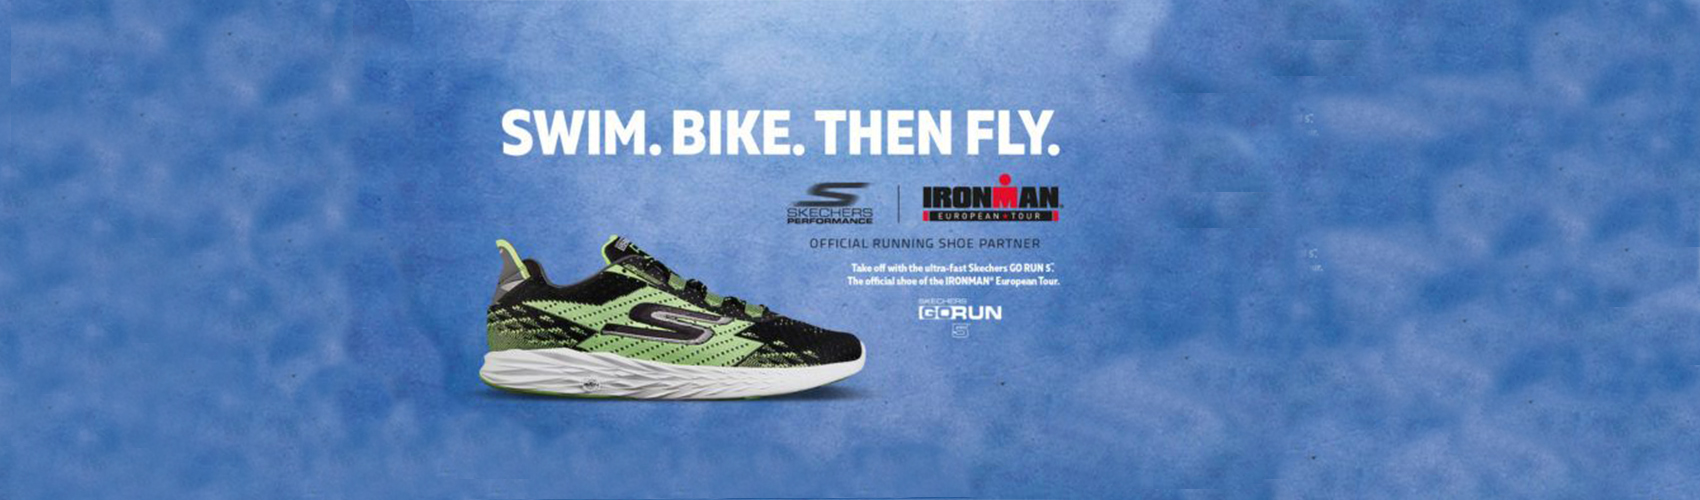 SWIM. BIKE. THEN FLY.
SKECHERS
PERFORMANCE
IRONMAN
EUROPEAN TOUR
OFFICIAL RUNNING SHOE PARTNER
Take off with the ultra-fast Skechers GO RUN 5™.
The official shoe of the IRONMAN® European Tour.
SKECHERS
GORUN
5